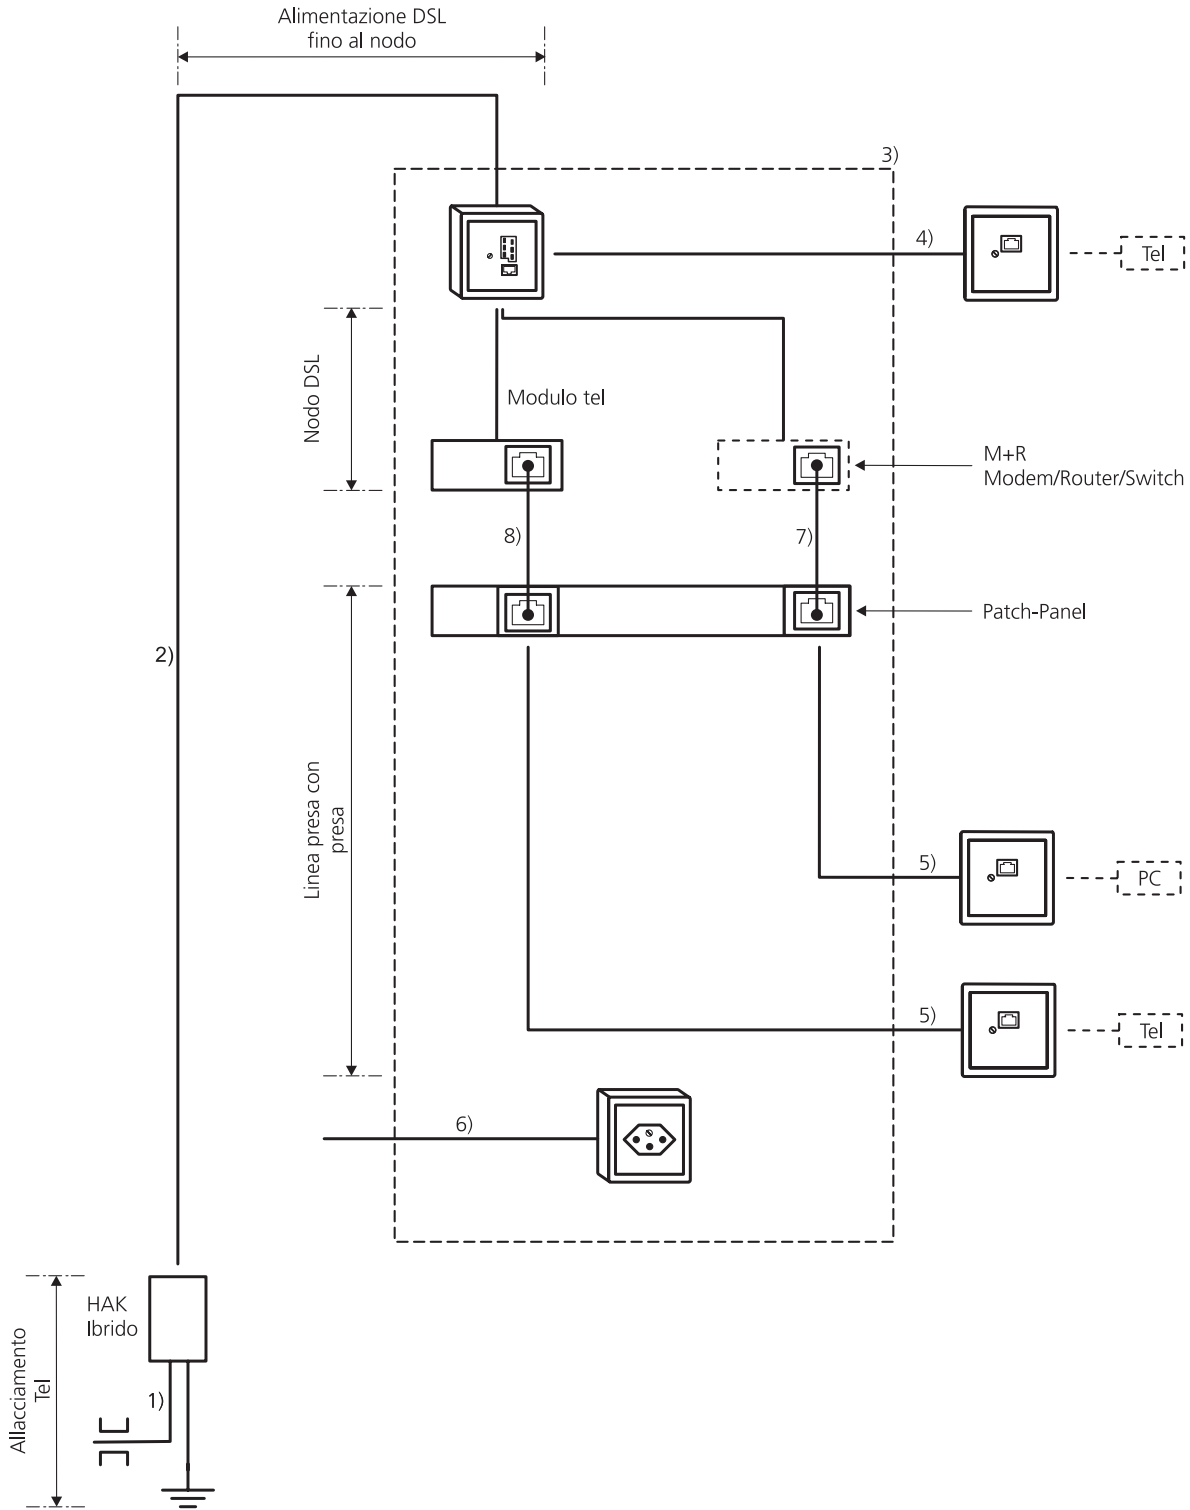 Alimentazione DSL
fino al nodo
3)
4)
Tel
Nodo DSL
Modulo tel
M+R
Modem/Router/Switch
8)
7)
Patch-Panel
2)
Linea presa con
presa
5)
PC
5)
Tel
6)
HAK
Ibrido
Allacciamento
Tel
1)